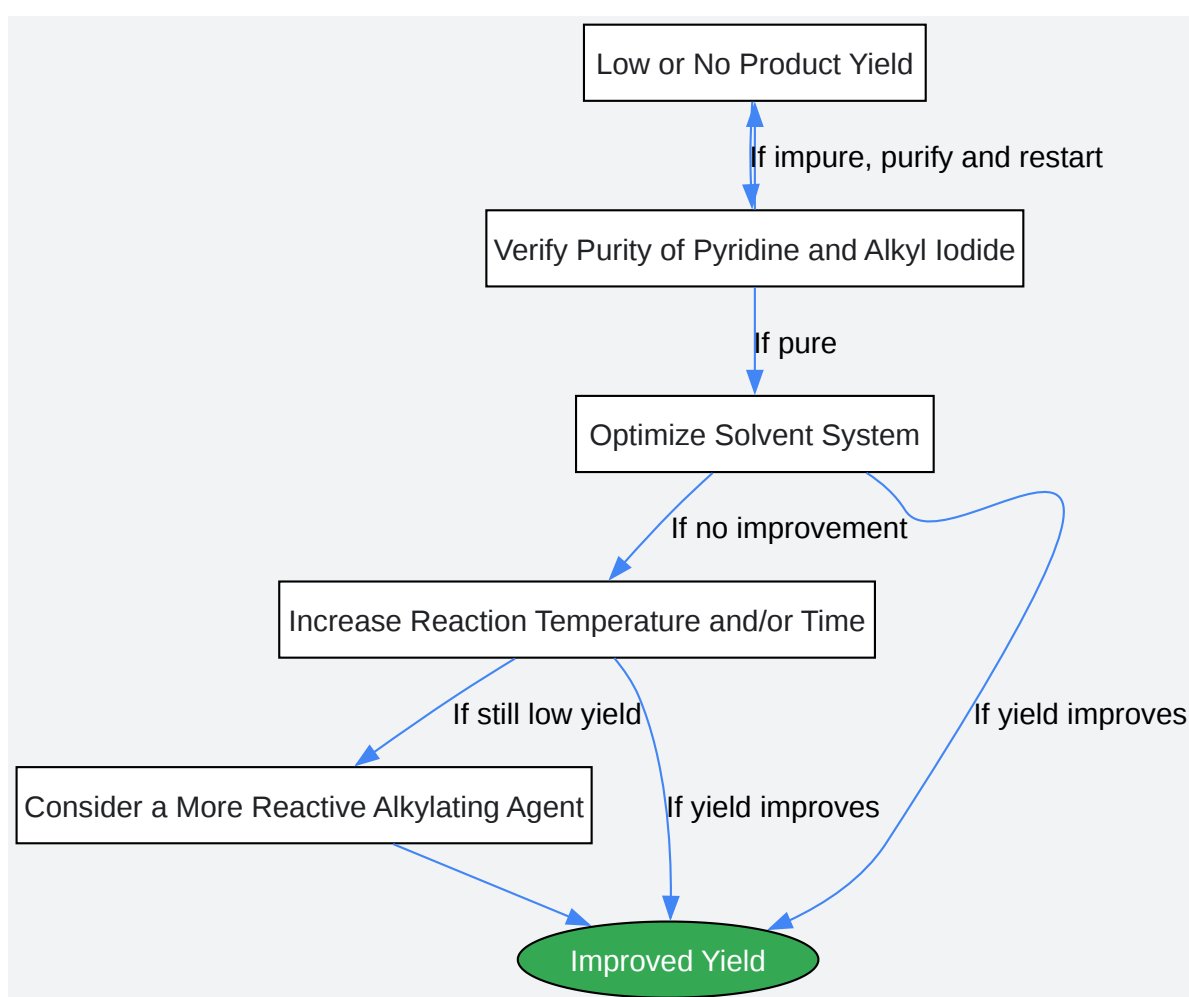 Low or No Product Yield
If impure, purify and restart
Verify Purity of Pyridine and Alkyl Iodide
If pure
Optimize Solvent System
If no improvement
Increase Reaction Temperature and/or Time
If still low yield
If yield improves
Consider a More Reactive Alkylating Agent
If yield improves
Improved Yield